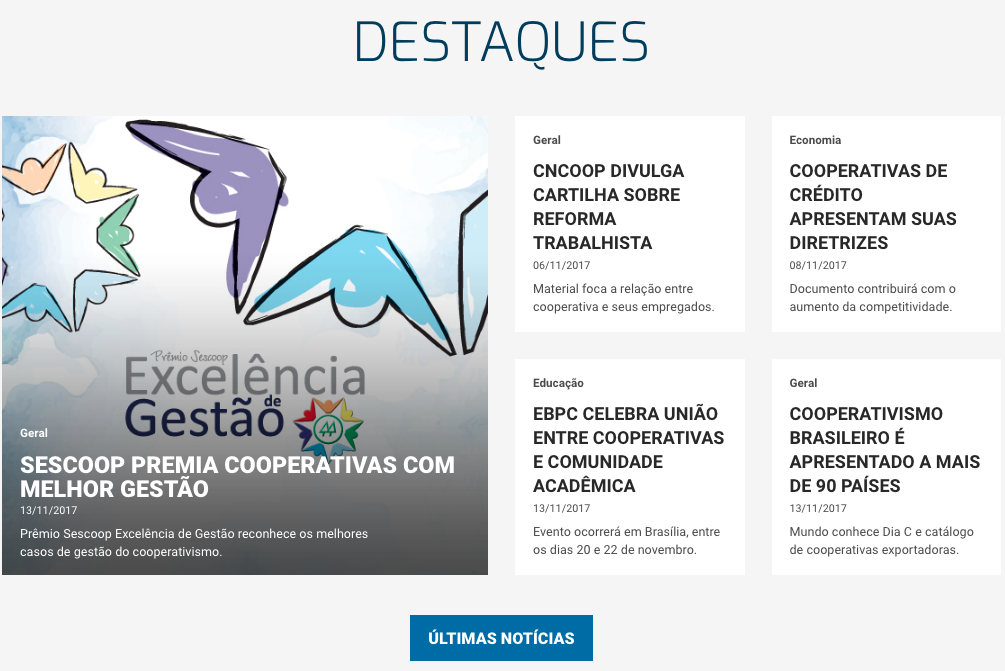 DESTAQUES
Prêmio Sescoop
Excelência
de
Gestão
Geral
SESCOOP PREMIA COOPERATIVAS COM
MELHOR GESTÃO
13/11/2017
Prêmio Sescoop Excelência de Gestão reconhece os melhores
casos de gestão do cooperativismo.
Geral
CNCOOP DIVULGA
CARTILHA SOBRE
REFORMA
TRABALHISTA
06/11/2017
Material foca a relação entre
cooperativa e seus empregados.
Economia
COOPERATIVAS DE
CRÉDITO
APRESENTAM SUAS
DIRETRIZES
08/11/2017
Documento contribuirá com o
aumento da competitividade.
Educação
EBPC CELEBRA UNIÃO
ENTRE COOPERATIVAS
E COMUNIDADE
ACADÊMICA
13/11/2017
Evento ocorrerá em Brasília, entre
os dias 20 e 22 de novembro.
Geral
COOPERATIVISMO
BRASILEIRO É
APRESENTADO A MAIS
DE 90 PAÍSES
13/11/2017
Mundo conhece Dia C e catálogo
de cooperativas exportadoras.
ÚLTIMAS NOTÍCIAS